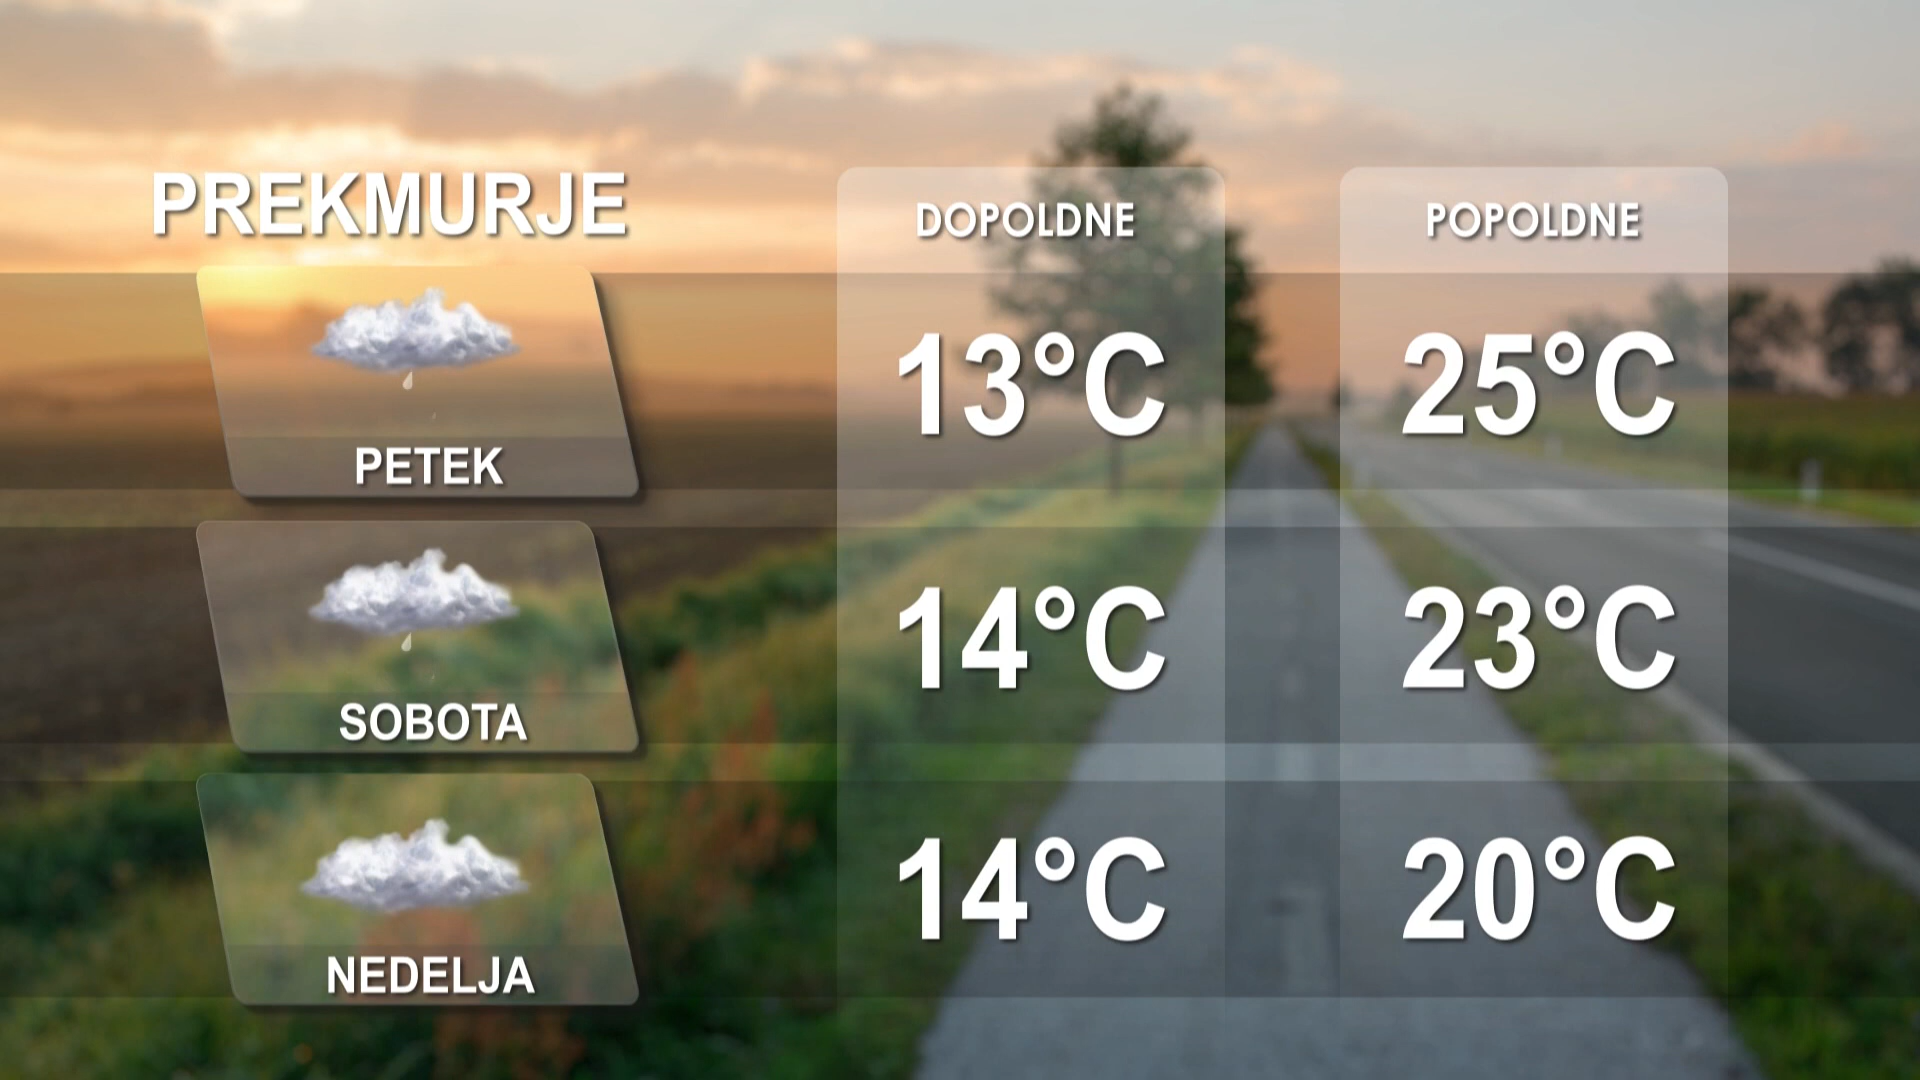 PREKMURJE
DOPOLDNE
POPOLDNE
PETEK
13°C
25°C
SOBOTA
14°C
23°C
NEDELJA
14°C
20°C